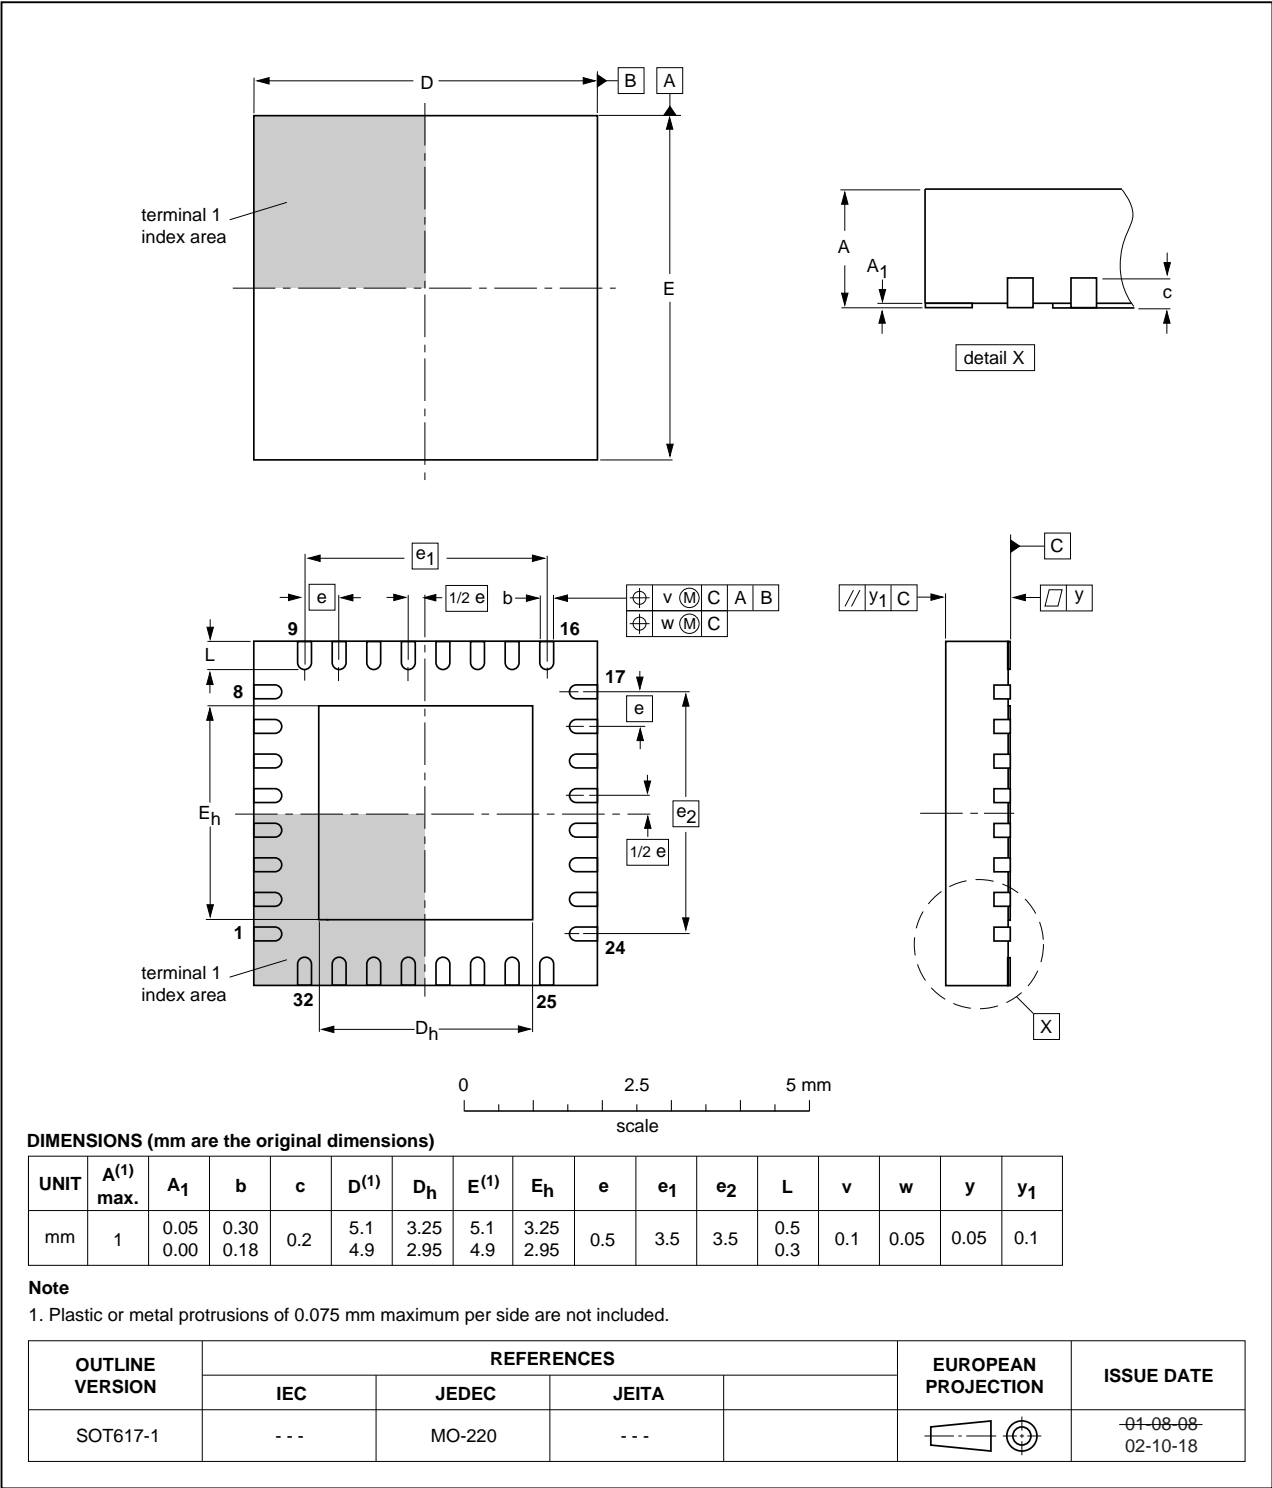 D
B
A
terminal 1
index area
E
A
A1
c
detail X
e1
e
1/2 e
b
v Ⓜ C A B
w Ⓜ C
C
// y1 C
y
9
16
L
8
17
e
Eh
e2
1/2 e
1
24
terminal 1
index area
32
25
Dh
X
0 2.5 5 mm
scale
DIMENSIONS (mm are the original dimensions)
UNIT A(1) max. A1 b c D(1) Dh E(1) Eh e e1 e2 L v w y y1
mm 1 0.05 0.00 0.30 0.18 0.2 5.1 4.9 3.25 2.95 5.1 4.9 3.25 2.95 0.5 3.5 3.5 0.5 0.3 0.1 0.05 0.05 0.1
Note
1. Plastic or metal protrusions of 0.075 mm maximum per side are not included.
OUTLINE VERSION REFERENCES EUROPEAN PROJECTION ISSUE DATE
IEC JEDEC JEITA
SOT617-1 - - - MO-220 - - - 01-08-08
02-10-18